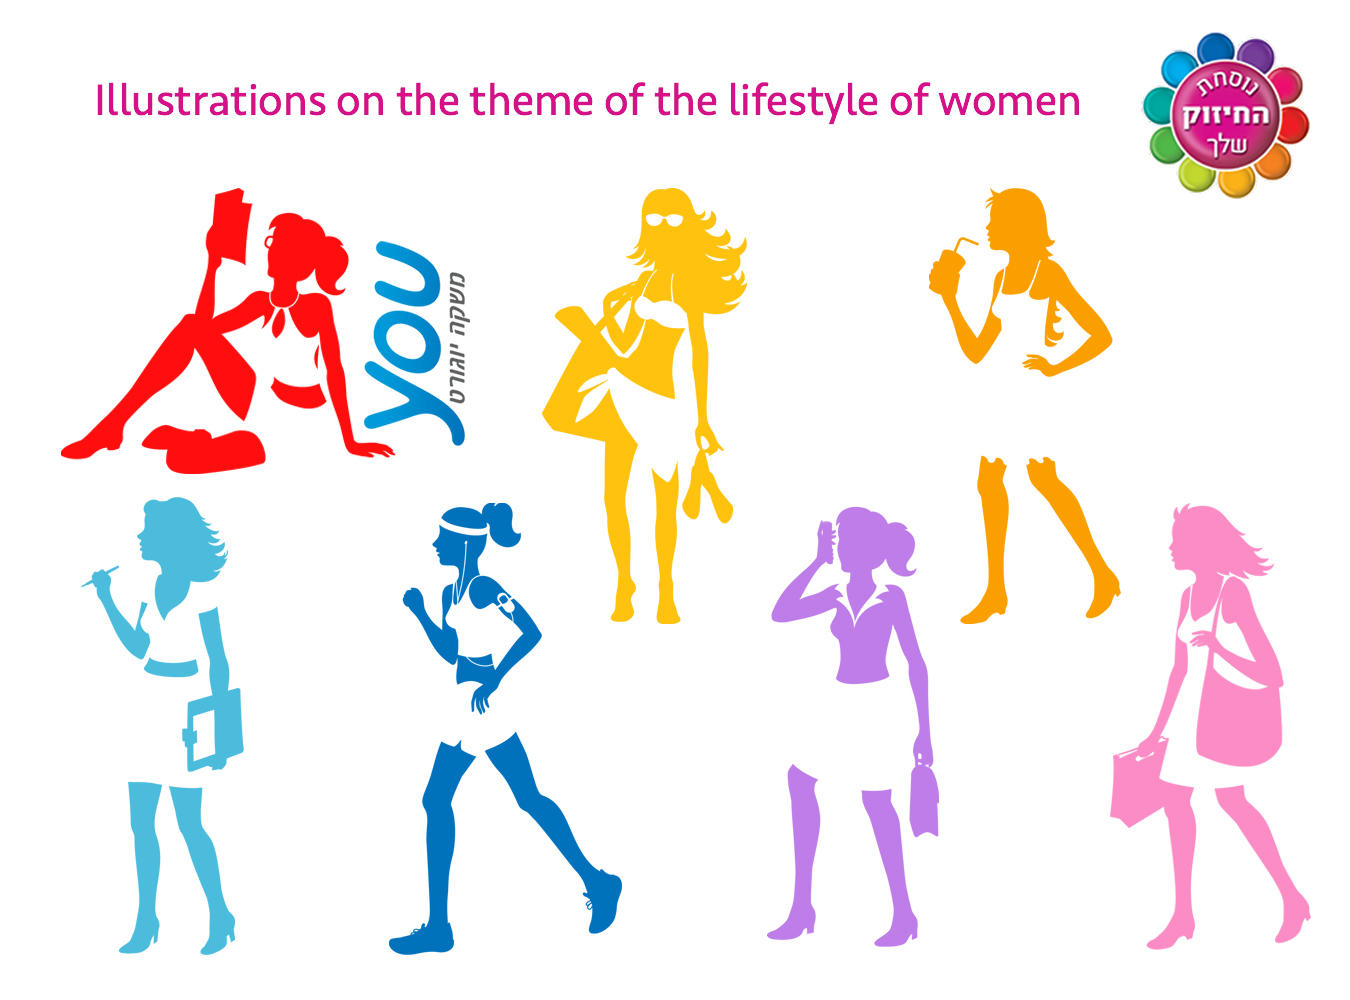 Illustrations on the theme of the lifestyle of women
נוסחת
החיזוק
שלך
you
משקה יוגורט